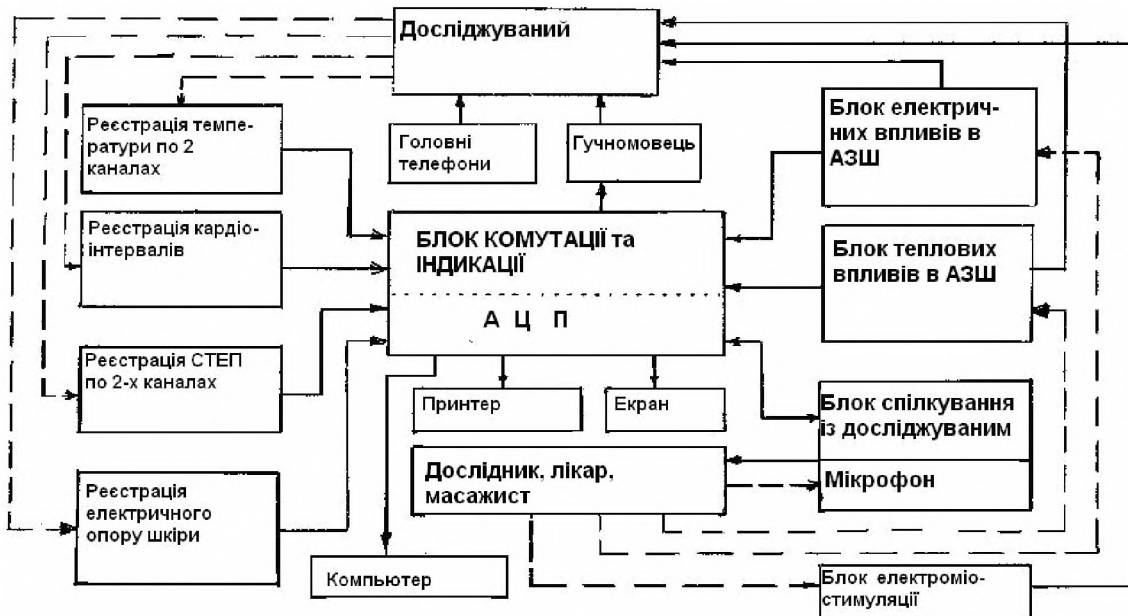 Досліджуваний
Реєстрація темпе-
ратури по 2
каналах
Головні
телефони
Гучномовець
Блок електрич-
них впливів в
АЗШ
Реєстрація кардіо-
інтервалів
БЛОК КОМУТАЦІЇ та
ІНДИКАЦІЇ
А Ц П
Блок теплових
впливів в АЗШ
Реєстрація СТЕП
по 2-х каналах
Принтер
Екран
Блок спілкування
із досліджуваним
Мікрофон
Дослідник, лікар,
масажист
Реєстрація
електричного
опору шкіри
Компьютер
Блок електроміо-
стимуляції